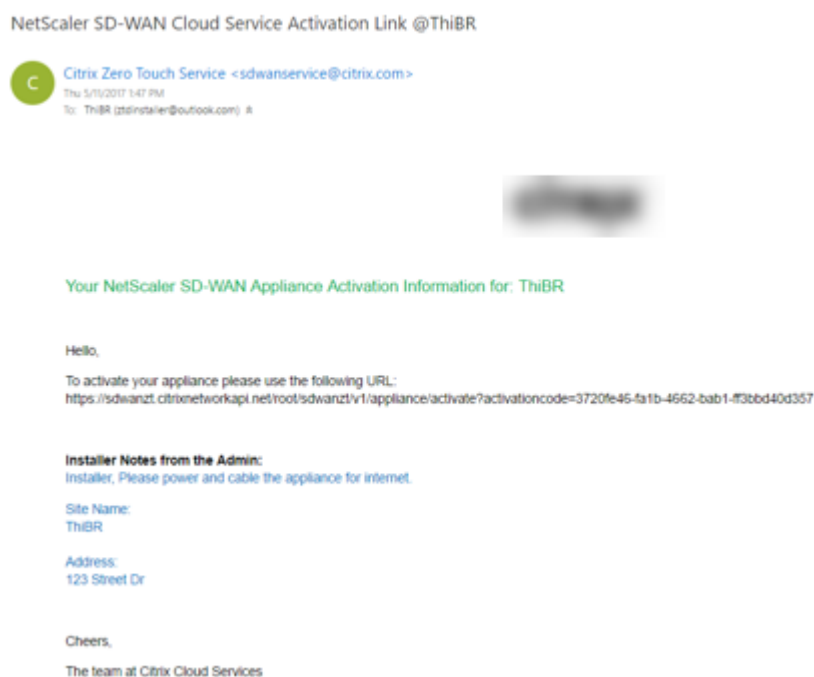 NetScaler SD-WAN Cloud Service Activation Link @ThiBR
C
Citrix Zero Touch Service <sdwanservice@citrix.com>
Thu 5/11/2017 1:47 PM
To: ThiBR (ztdinstaller@outlook.com)
Your NetScaler SD-WAN Appliance Activation Information for: ThiBR
Hello,
To activate your appliance please use the following URL:
https://sdwanzt.citrixnetworkapi.net/root/sdwanzt/v1/appliance/activate?activationcode=3720fe46-fa1b-4662-bab1-ff3bbd40d357
Installer Notes from the Admin:
Installer, Please power and cable the appliance for internet.
Site Name:
ThiBR
Address:
123 Street Dr
Cheers,
The team at Citrix Cloud Services